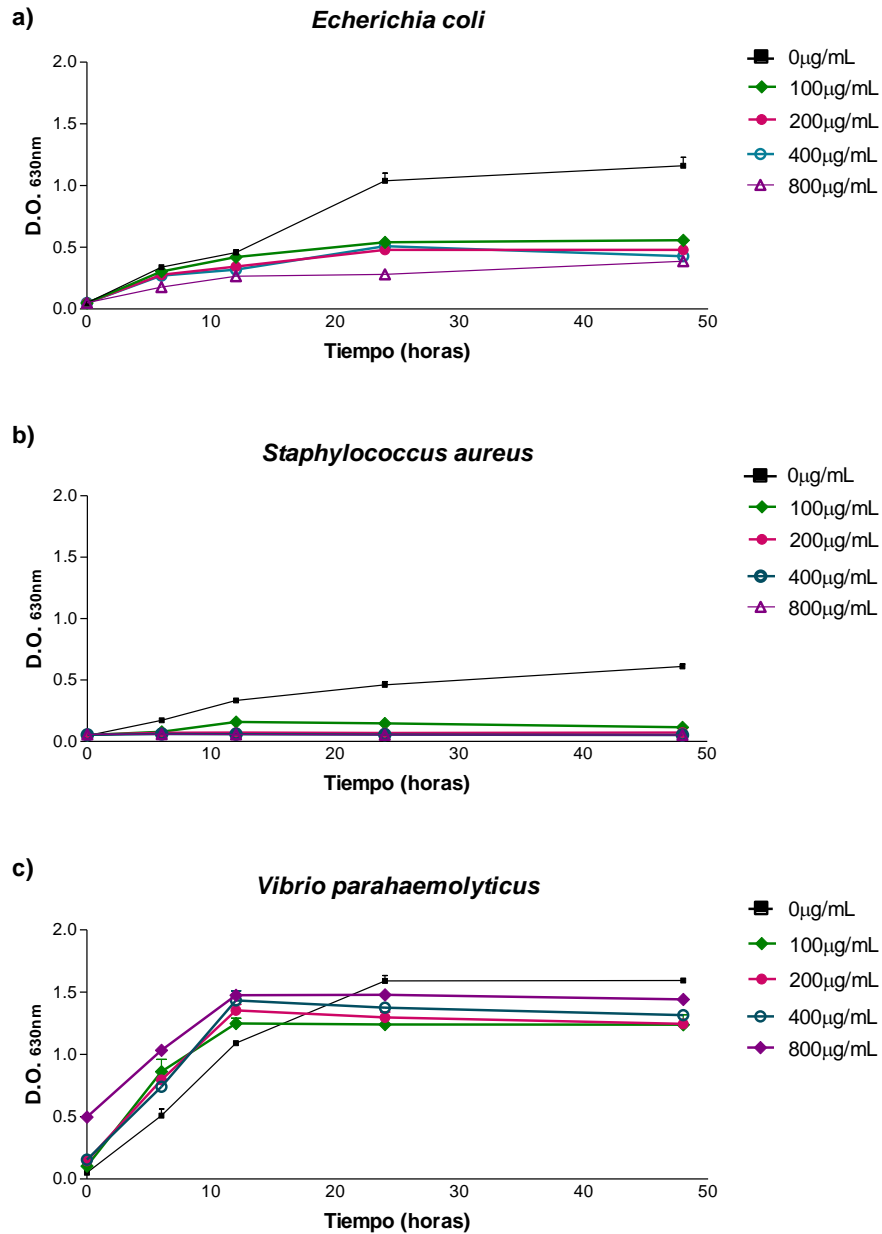 a)
Echerichia coli
2.0
1.5
1.0
0.5
0.0
D.O. 630nm
0 10 20 30 40 50
Tiempo (horas)
0μg/mL
100μg/mL
200μg/mL
400μg/mL
800μg/mL
b)
Staphylococcus aureus
2.0
1.5
1.0
0.5
0.0
D.O. 630nm
0 10 20 30 40 50
Tiempo (horas)
0μg/mL
100μg/mL
200μg/mL
400μg/mL
800μg/mL
c)
Vibrio parahaemolyticus
2.0
1.5
1.0
0.5
0.0
D.O. 630nm
0 10 20 30 40 50
Tiempo (horas)
0μg/mL
100μg/mL
200μg/mL
400μg/mL
800μg/mL